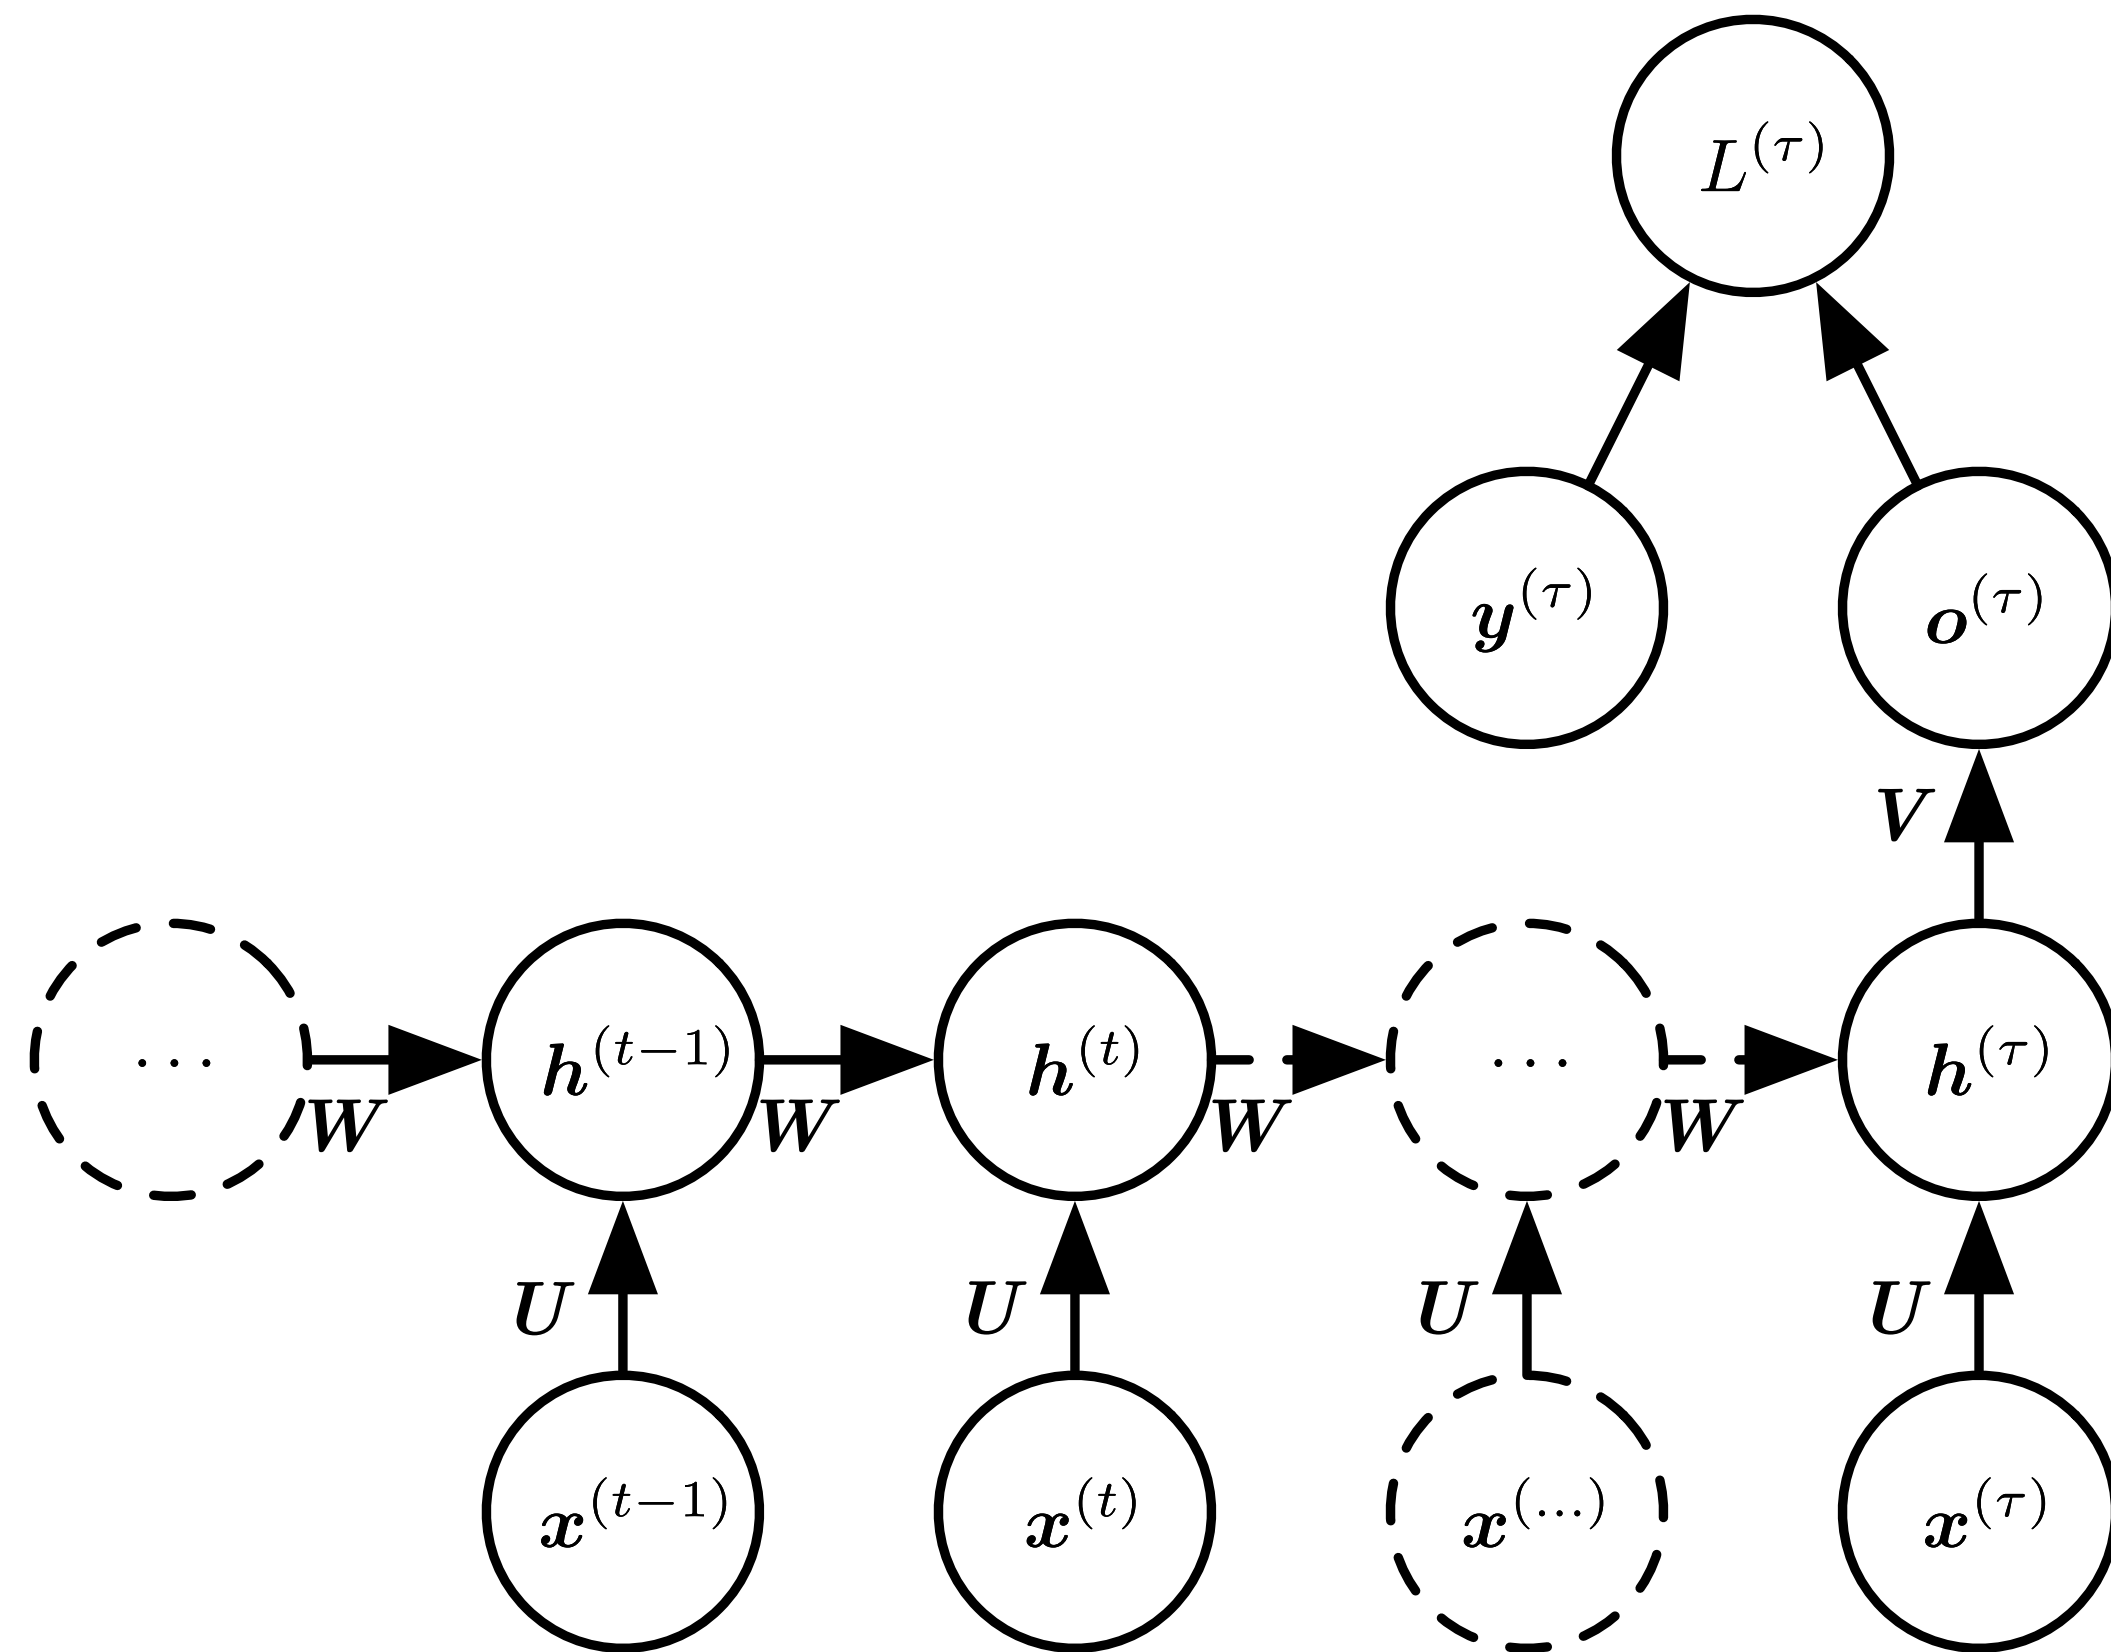 L^(τ)
y^(τ) o^(τ)
V
... h^(t−1) h^(t) ... h^(τ)
W W W W
U U U U
x^(t−1) x^(t) x^(...) x^(τ)